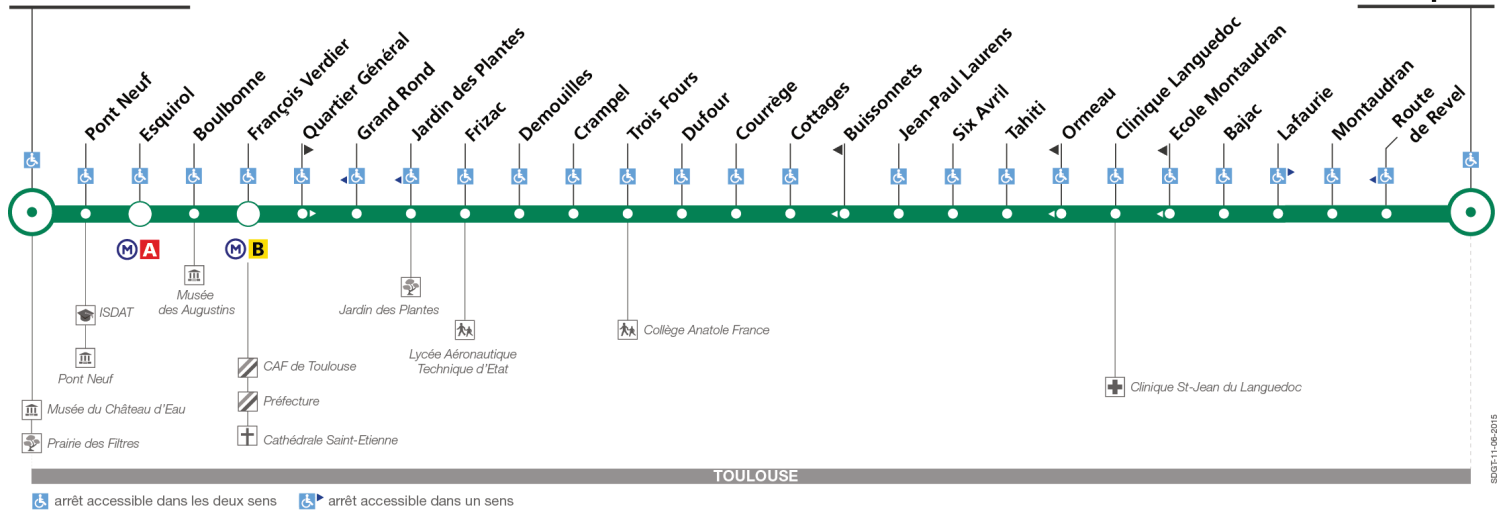 Pont Neuf
Esquirol
Boulbonne
François Verdier
Quartier Général
Grand Rond
Jardin des Plantes
Frizac
Demouilles
Crampel
Trois Fours
Dufour
Courrège
Cottages
Buissonnets
Jean-Paul Laurens
Six Avril
Tahiti
Ormeau
Clinique Languedoc
Ecole Montaudran
Bajac
Lafaurie
Montaudran
Route
de Revel
M A
M B
Musée
des Augustins
ISDAT
Pont Neuf
Jardin des Plantes
Lycée Aéronautique
Technique d'Etat
Collège Anatole France
CAF de Toulouse
Préfecture
Cathédrale Saint-Etienne
Clinique St-Jean du Languedoc
Musée du Château d'Eau
Prairie des Filtres
TOULOUSE
arrêt accessible dans les deux sens
arrêt accessible dans un sens
SDGT-11-06-2015